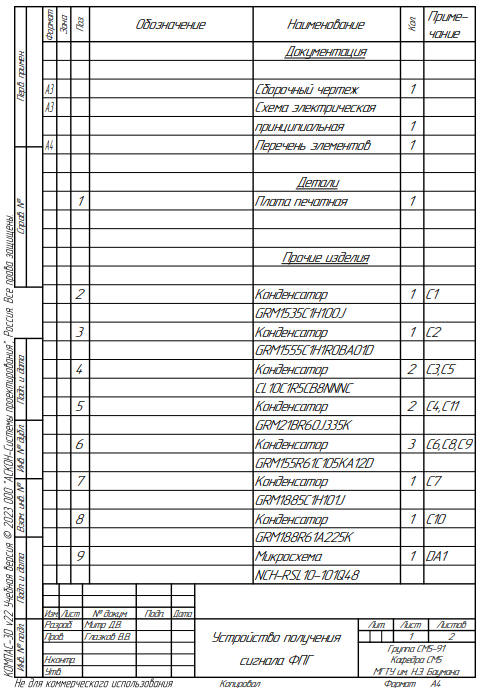 Формат Зона Поз. Обозначение Наименование Кол. Приме-
чание
Документация
А3 Сборочный чертеж 1
А3 Схема электрическая
принципиальная 1
А4 Перечень элементов 1
Детали
1 Плата печатная 1
Прочие изделия
2 Конденсатор 1 С1
GRM1535C1H100J
3 Конденсатор 1 С2
GRM1555C1H1R0BA01D
4 Конденсатор 2 С3,С5
CL10C1R5CB8NNNC
5 Конденсатор 2 С4,С11
GRM21BR60J335K
6 Конденсатор 3 С6,С8,С9
GRM155R61C105KA12D
7 Конденсатор 1 С7
GRM1885C1H101J
8 Конденсатор 1 С10
GRM188R61A225K
9 Микросхема 1 DA1
NCH-RSL10-101Q48
Перв. примен.
Справ. №
Подп. и дата
Инв. № дубл.
Взам. инв. №
Подп. и дата
Инв. № подл.
КОМПАС-3D v22 Учебная версия © 2023 ООО "АСКОН-Системы проектирования", Россия. Все права защищены.
Изм. Лист № докум. Подп. Дата
Разраб. Митр Д.В.
Пров. Глазков В.В.
Н.контр.
Утв.
Устройство получения
сигнала ФПГ
Лит. Лист Листов
1 2
Группа СМ5-91
Кафедра СМ5
МГТУ им. Н.Э. Баумана
Не для коммерческого использования Копировал Формат А4